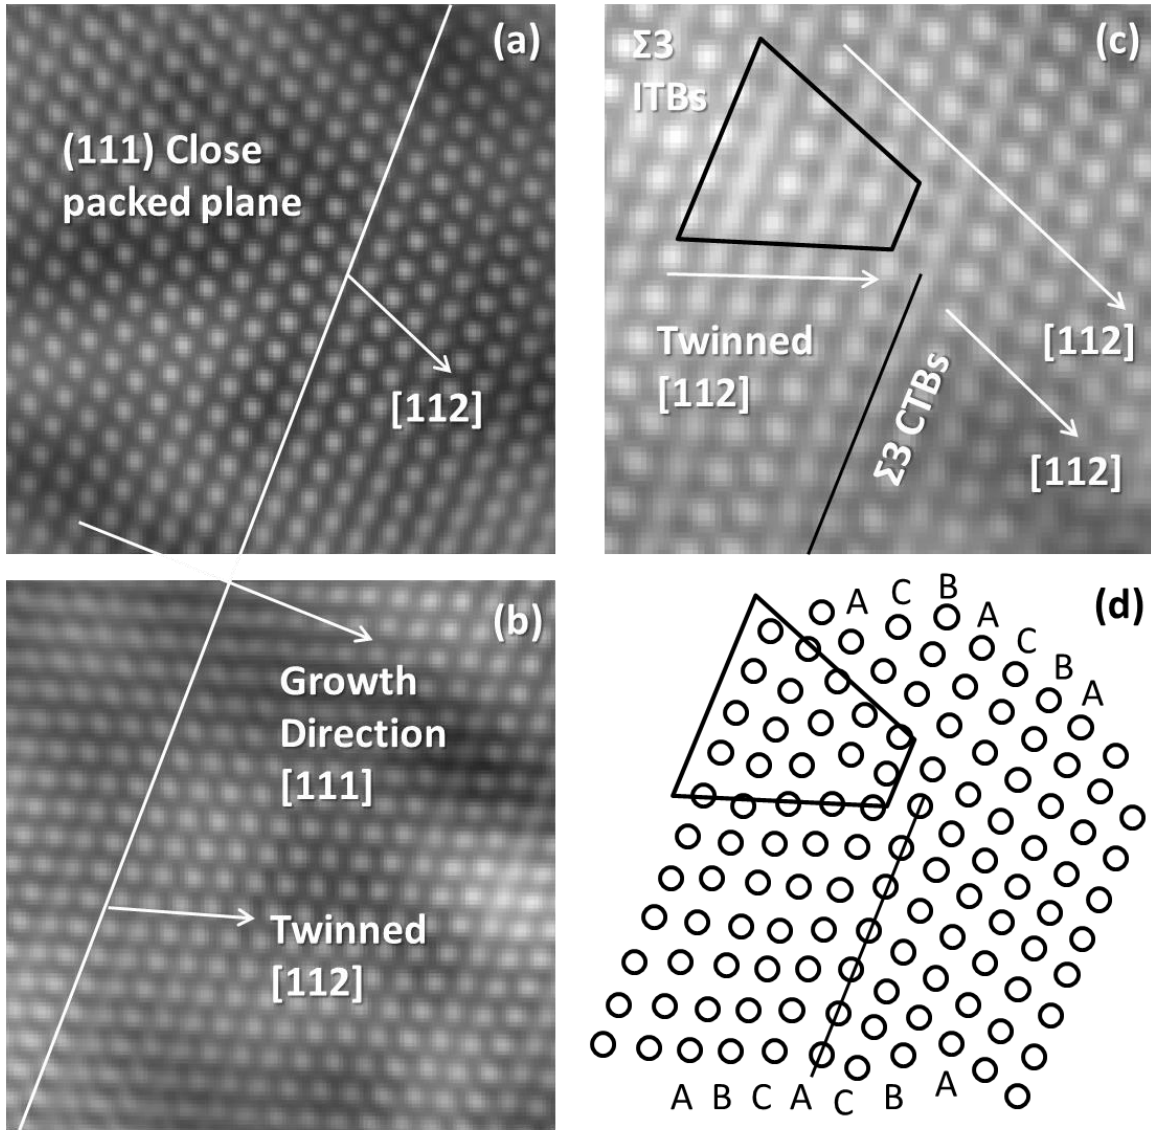 (a)
(111) Close
packed plane
[112]
(b)
Growth
Direction
[111]
Twinned
[112]
(c)
Σ3
ITBs
Twinned
[112]
Σ3 CTBs
[112]
[112]
(d)
A C B A C B A
A B C A C B A